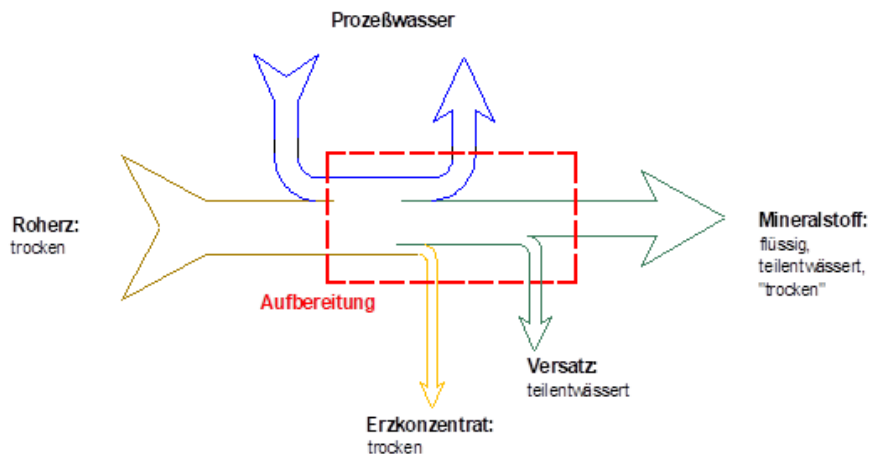 Prozeßwasser
Roherz:
trocken
Mineralstoff:
flüssig,
teilentwässert,
"trocken"
Aufbereitung
Versatz:
teilentwässert
Erzkonzentrat:
trocken